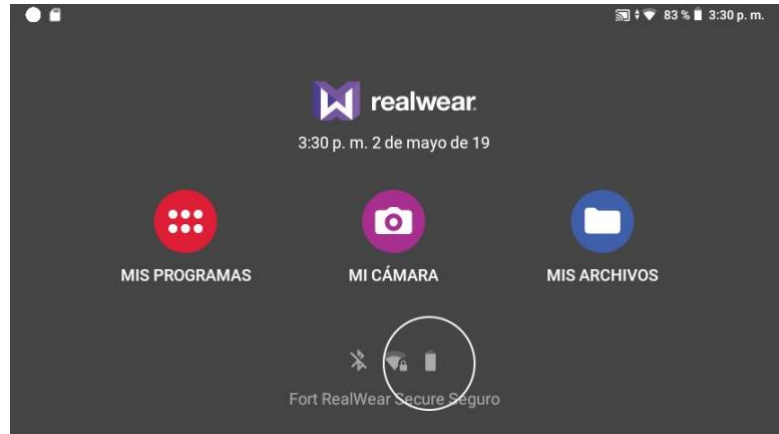 83 % 3:30 p. m.
realwear
3:30 p. m. 2 de mayo de 19
MIS PROGRAMAS
MI CÁMARA
MIS ARCHIVOS
Fort RealWear Secure Seguro